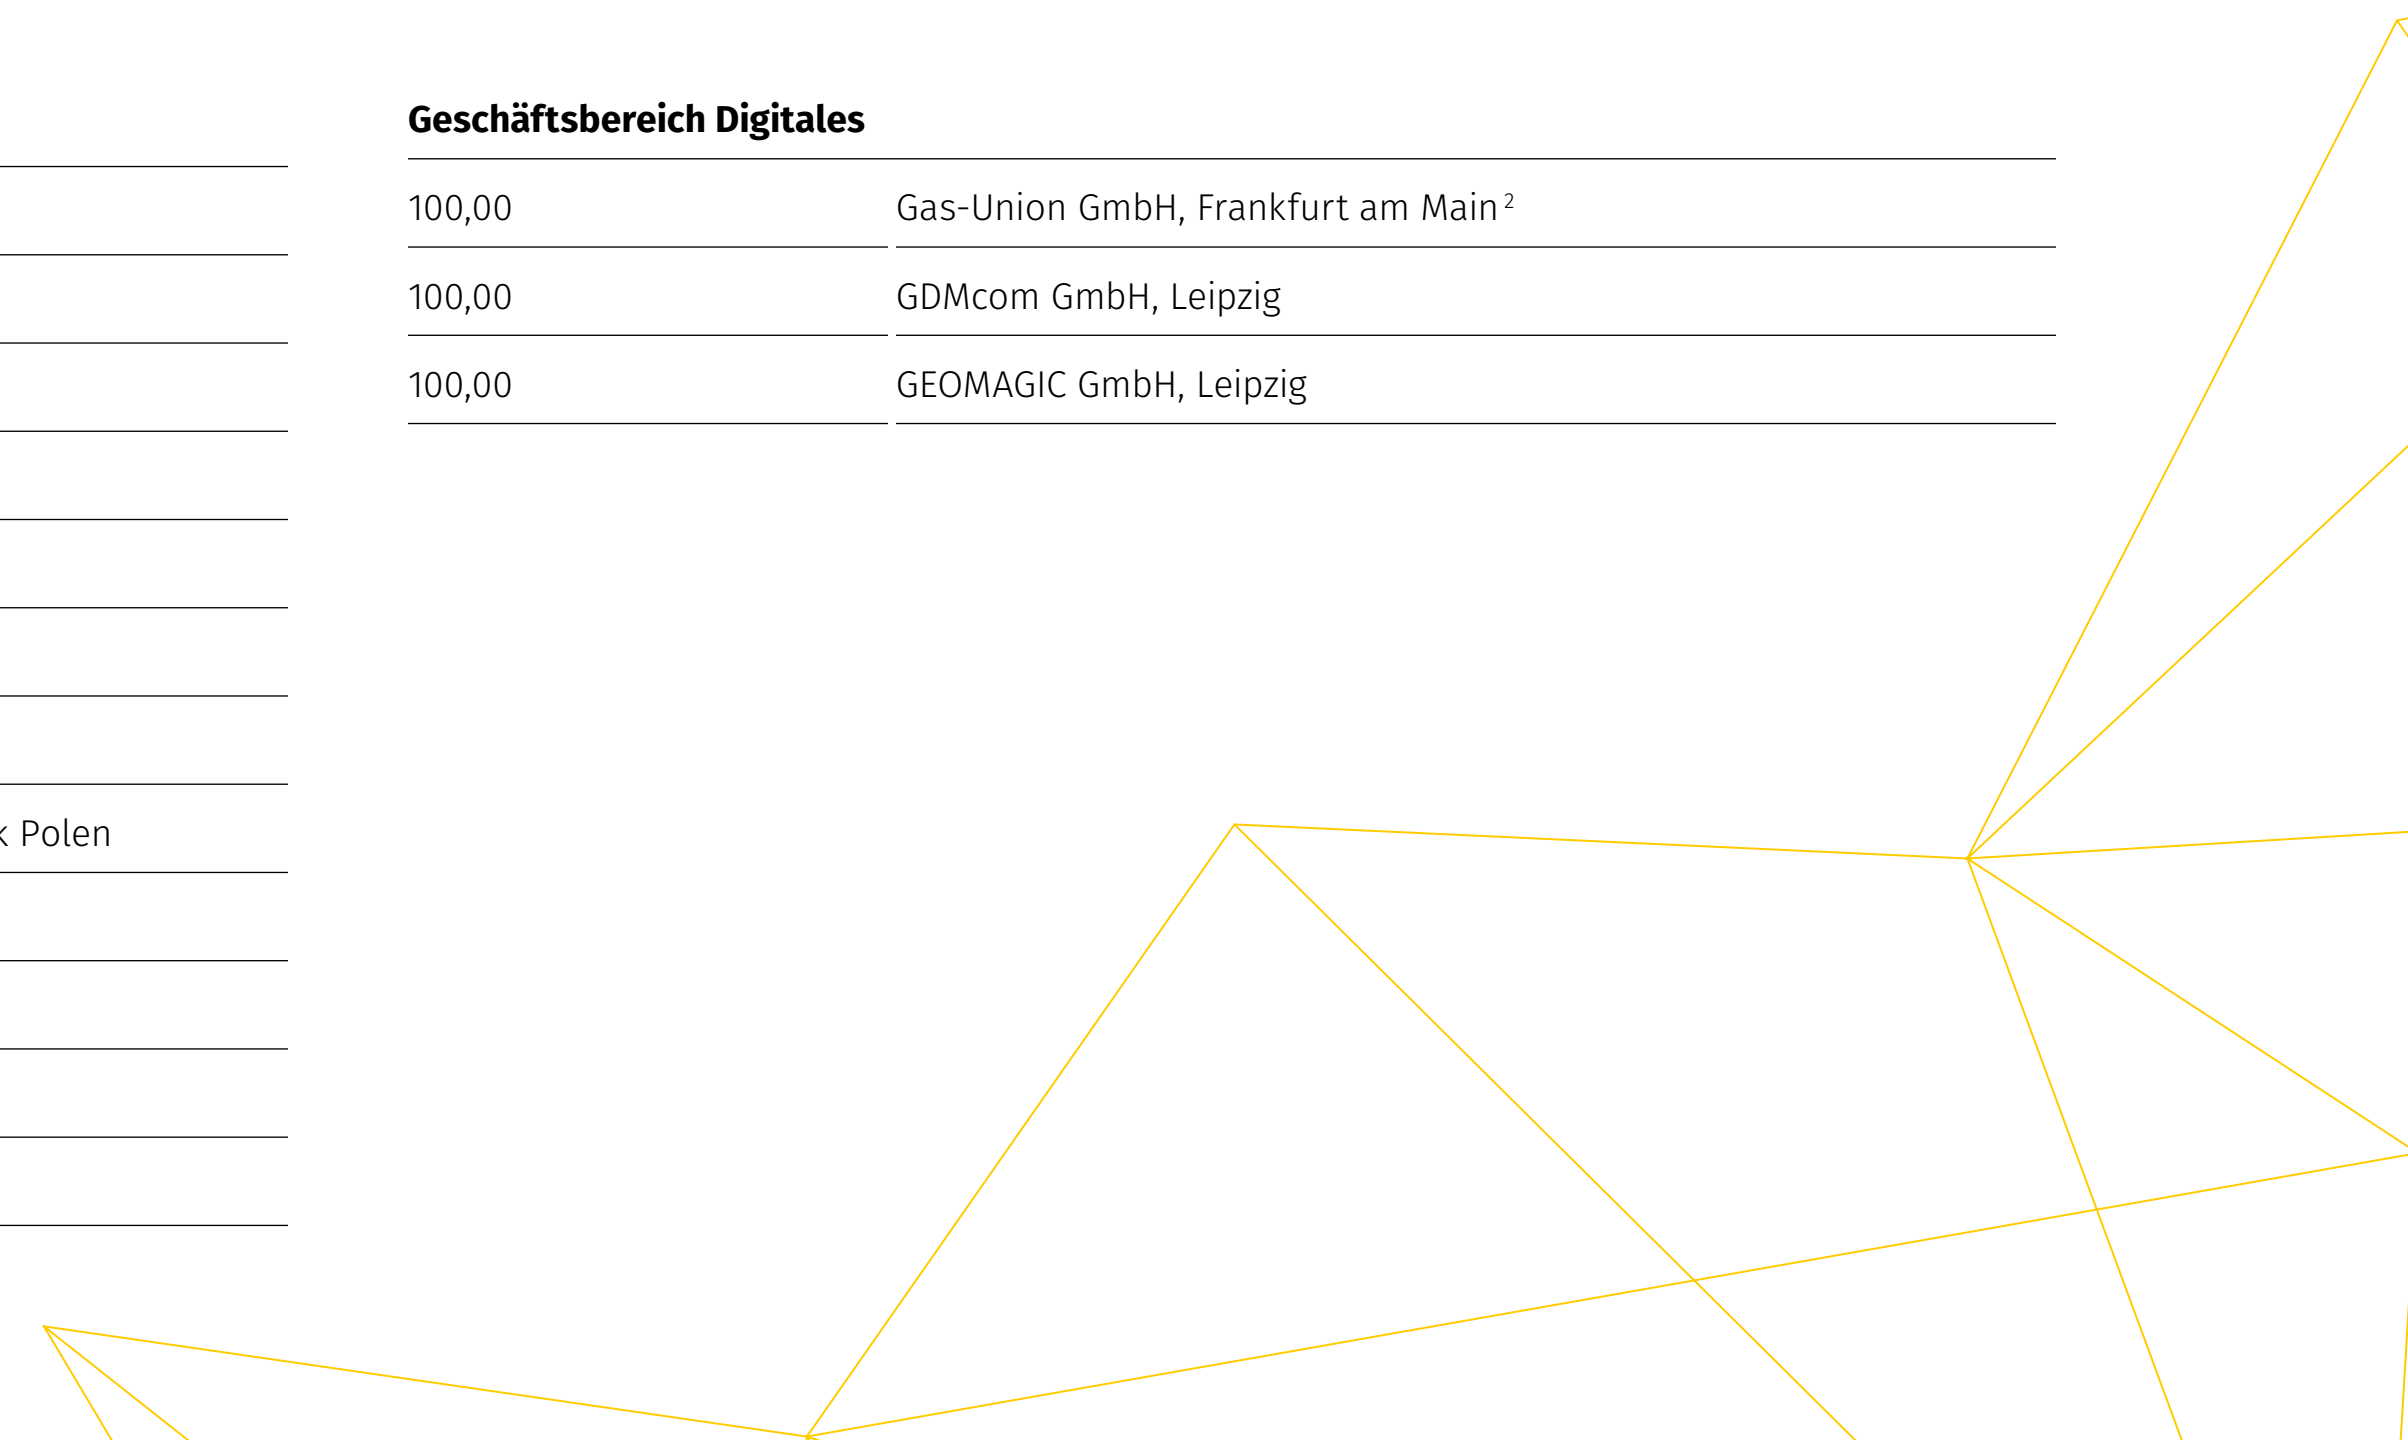 Geschäftsbereich Digitales
100,00 Gas-Union GmbH, Frankfurt am Main ²
100,00 GDMcom GmbH, Leipzig
100,00 GEOMAGIC GmbH, Leipzig
Polen